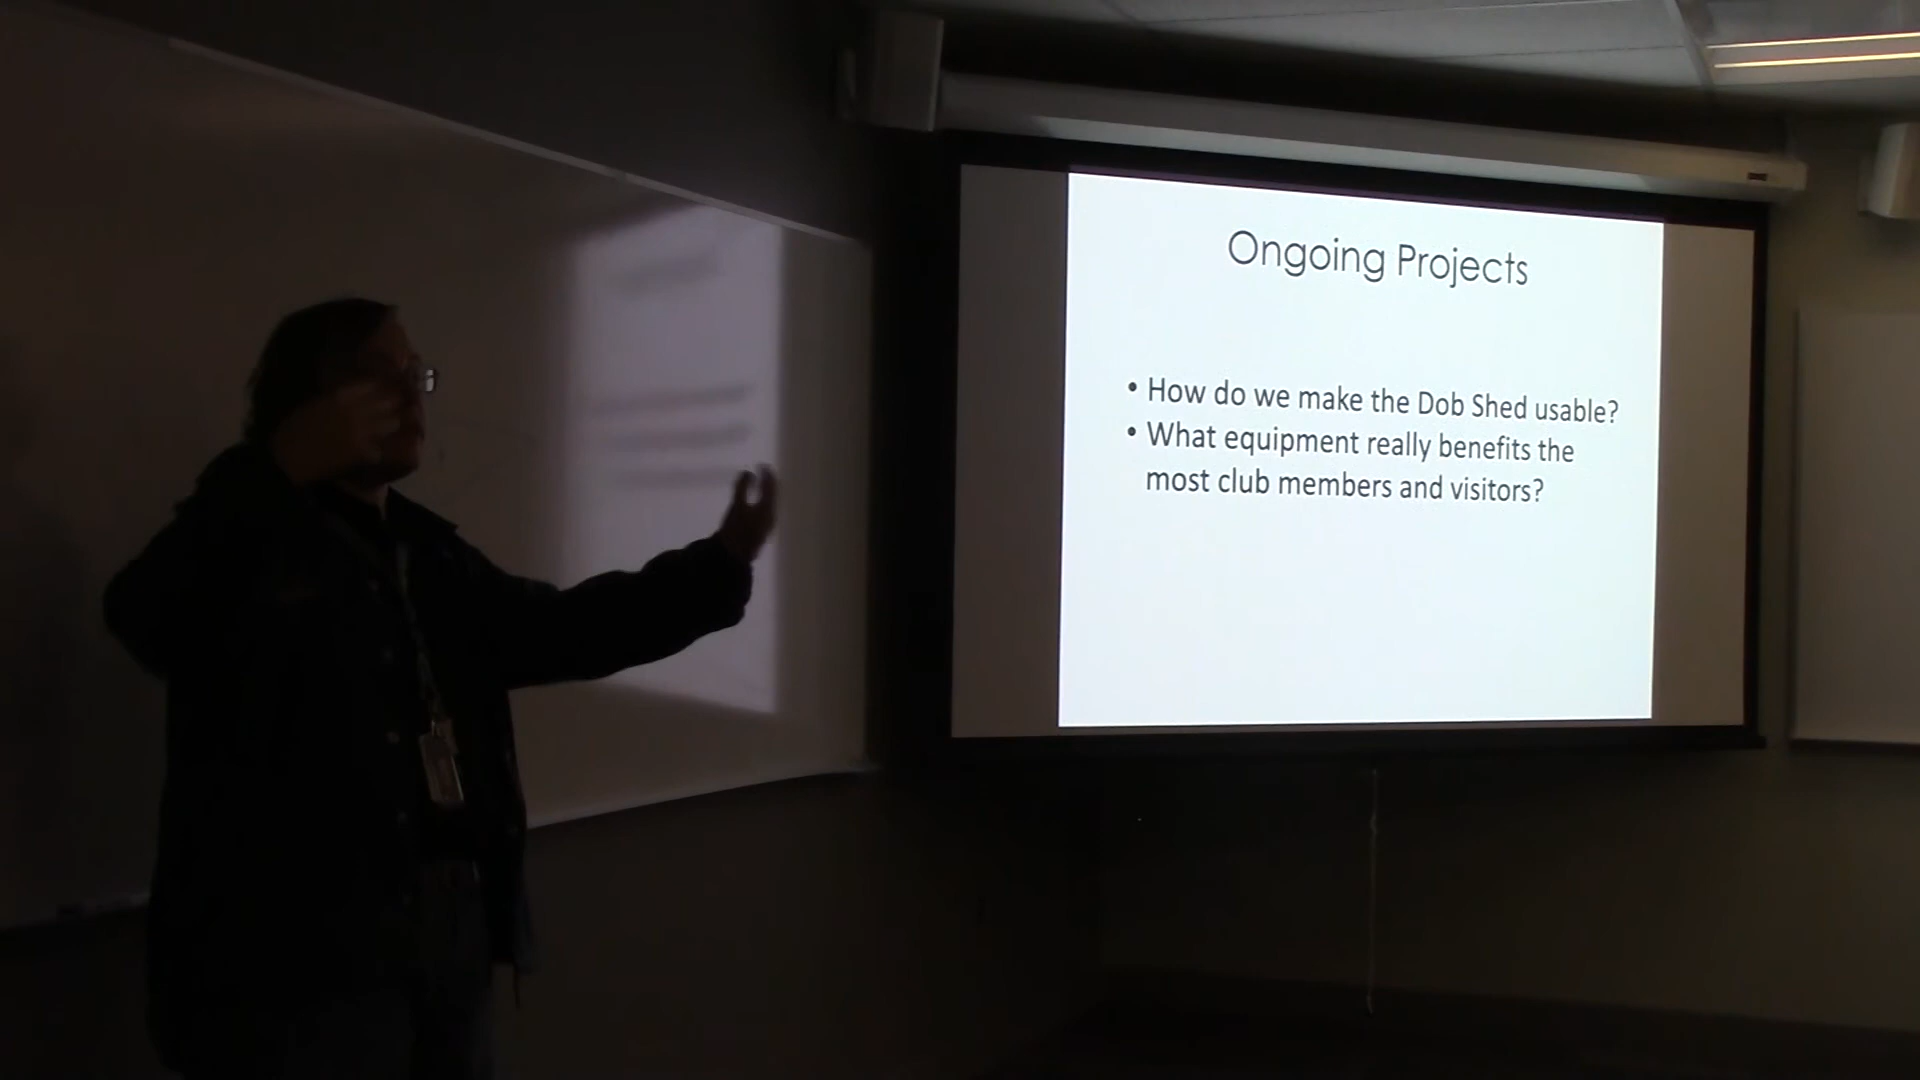 Ongoing Projects
• How do we make the Dob Shed usable?
• What equipment really benefits the
most club members and visitors?